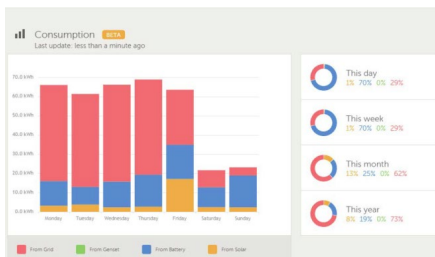 Consumption BETA
Last update: less than a minute ago
70.0 kWh
60.0 kWh
50.0 kWh
40.0 kWh
30.0 kWh
20.0 kWh
10.0 kWh
0.0 kWh
Monday Tuesday Wednesday Thursday Friday Saturday Sunday
From Grid From Genset From Battery From Solar
This day
1% 70% 0% 29%
This week
1% 70% 0% 29%
This month
13% 25% 0% 62%
This year
8% 19% 0% 73%